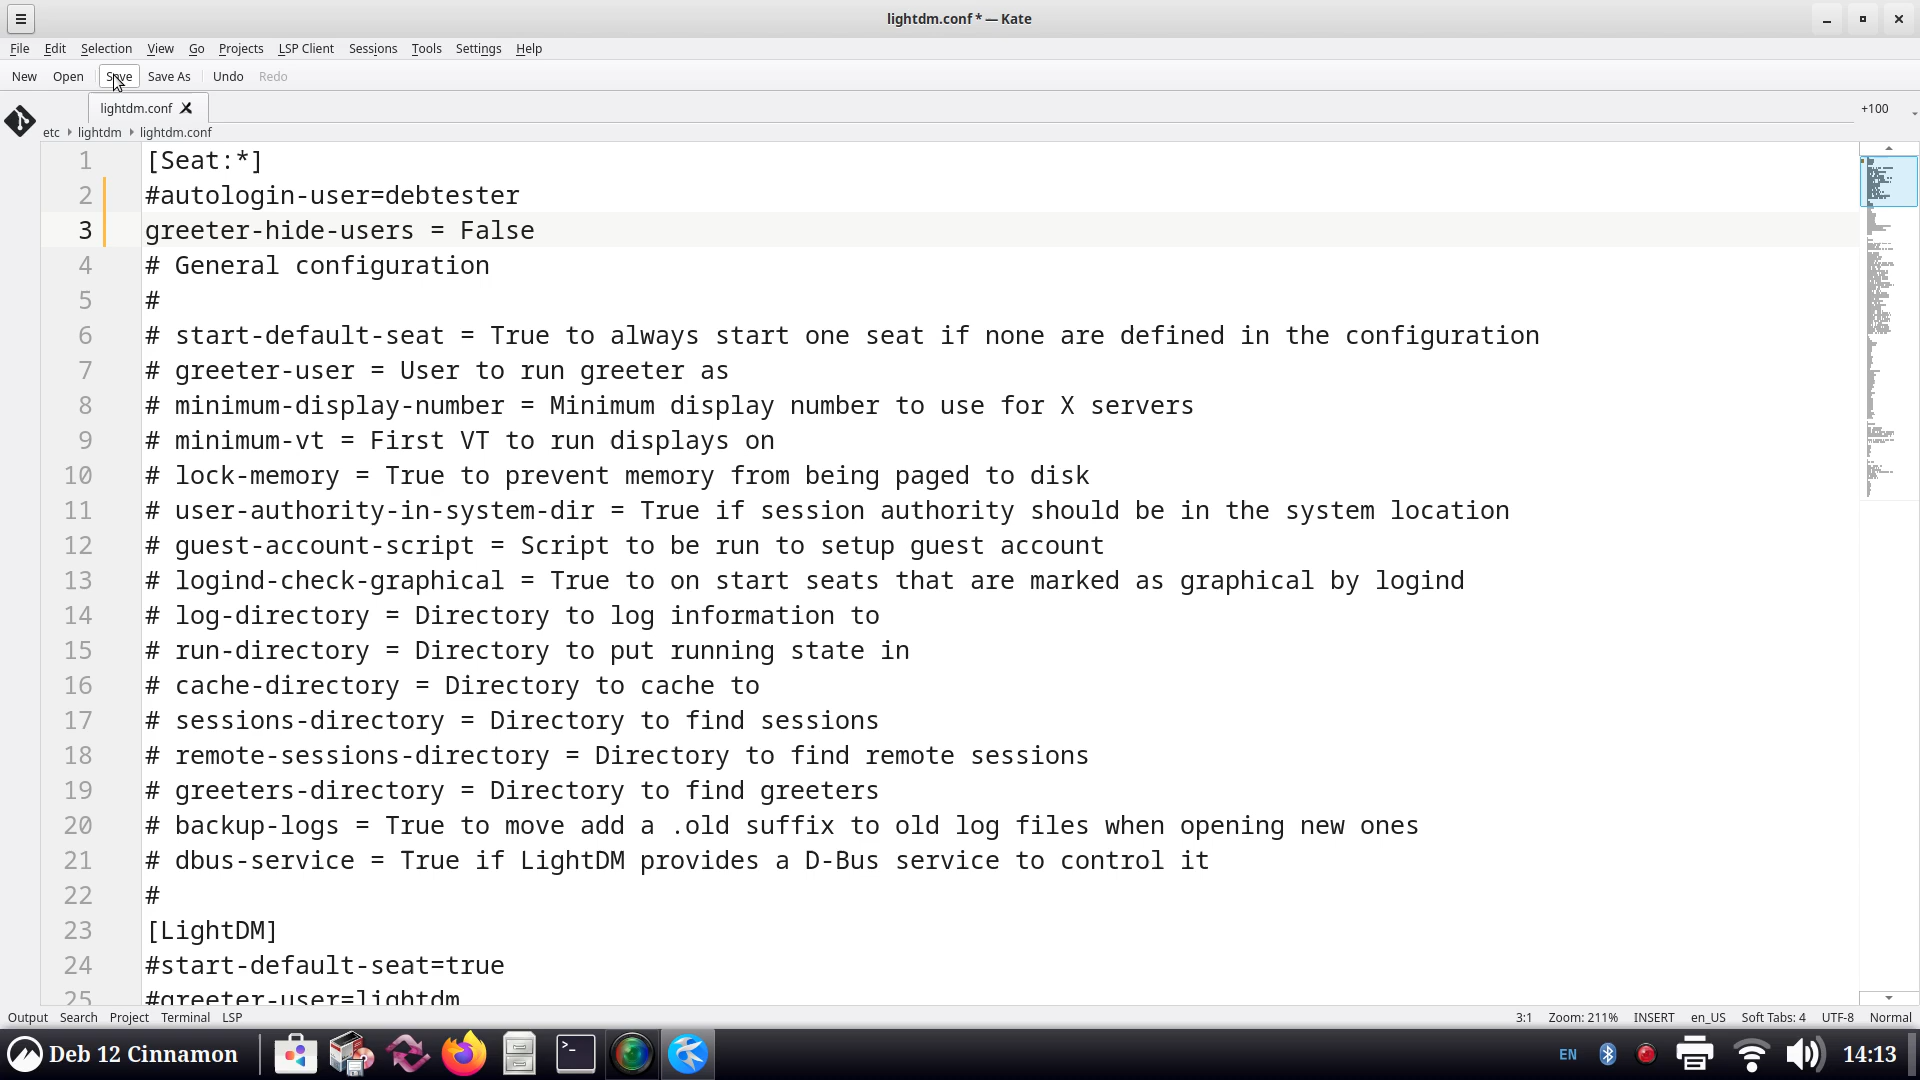 lightdm.conf * — Kate
File Edit Selection View Go Projects LSP Client Sessions Tools Settings Help
New Open Save Save As Undo Redo
lightdm.conf +100
etc lightdm lightdm.conf
1 [Seat:*]
2 #autologin-user=debtester
3 greeter-hide-users = False
4 # General configuration
5 #
6 # start-default-seat = True to always start one seat if none are defined in the configuration
7 # greeter-user = User to run greeter as
8 # minimum-display-number = Minimum display number to use for X servers
9 # minimum-vt = First VT to run displays on
10 # lock-memory = True to prevent memory from being paged to disk
11 # user-authority-in-system-dir = True if session authority should be in the system location
12 # guest-account-script = Script to be run to setup guest account
13 # logind-check-graphical = True to on start seats that are marked as graphical by logind
14 # log-directory = Directory to log information to
15 # run-directory = Directory to put running state in
16 # cache-directory = Directory to cache to
17 # sessions-directory = Directory to find sessions
18 # remote-sessions-directory = Directory to find remote sessions
19 # greeters-directory = Directory to find greeters
20 # backup-logs = True to move add a .old suffix to old log files when opening new ones
21 # dbus-service = True if LightDM provides a D-Bus service to control it
22 #
23 [LightDM]
24 #start-default-seat=true
25 #greeter-user=lightdm
Output Search Project Terminal LSP 3:1 Zoom: 211% INSERT en_US Soft Tabs: 4 UTF-8 Normal
Deb 12 Cinnamon >_ EN 14:13